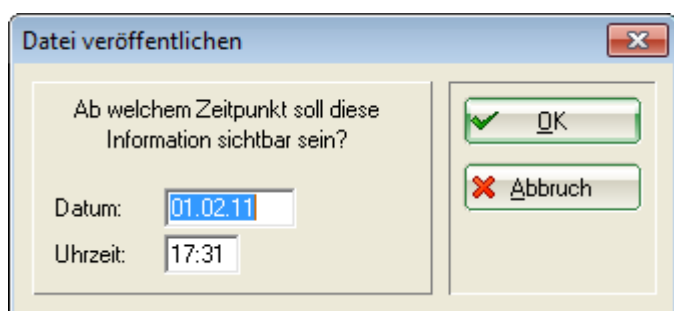 Datei veröffentlichen
Ab welchem Zeitpunkt soll diese
Information sichtbar sein?
Datum: 01.02.11
Uhrzeit: 17:31
OK
Abbruch